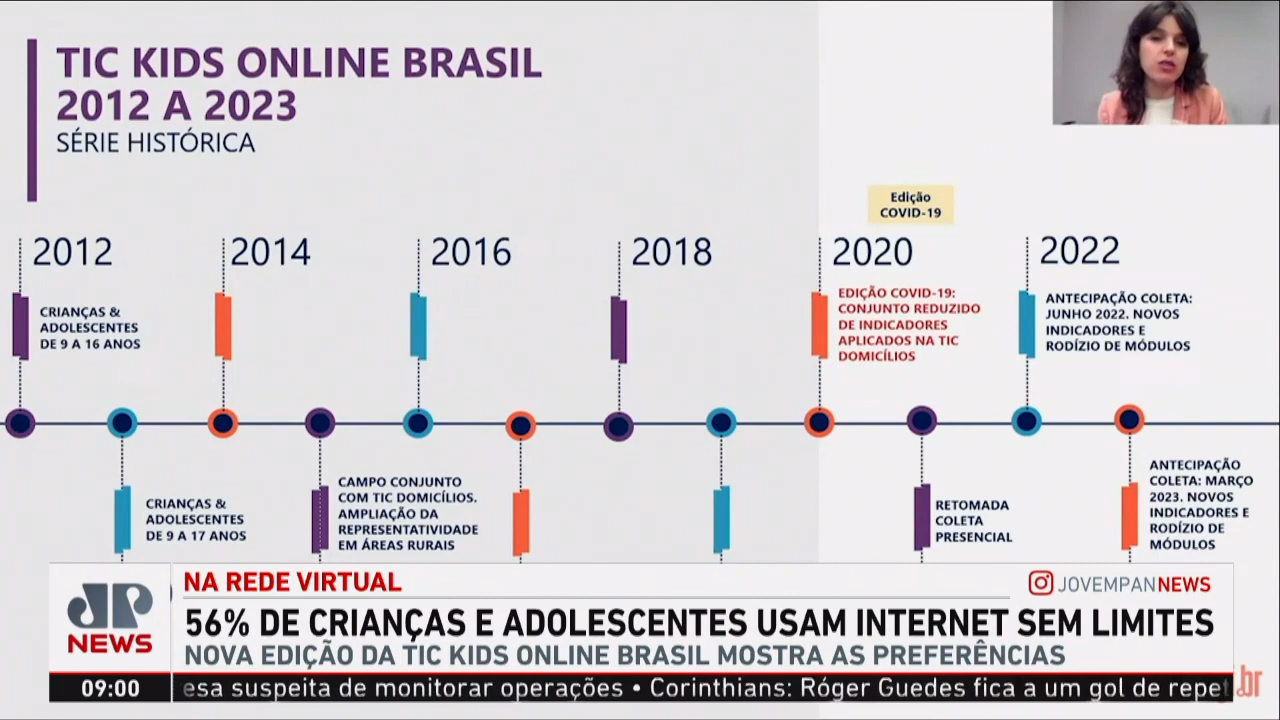 TIC KIDS ONLINE BRASIL
2012 A 2023
SÉRIE HISTÓRICA
Edição
COVID-19
2012
2014
2016
2018
2020
2022
CRIANÇAS &
ADOLESCENTES
DE 9 A 16 ANOS
EDIÇÃO COVID-19:
CONJUNTO REDUZIDO
DE INDICADORES
APLICADOS NA TIC
DOMICÍLIOS
ANTECIPAÇÃO COLETA:
JUNHO 2022. NOVOS
INDICADORES E
RODÍZIO DE MÓDULOS
CRIANÇAS &
ADOLESCENTES
DE 9 A 17 ANOS
CAMPO CONJUNTO
COM TIC DOMICÍLIOS.
AMPLIAÇÃO DA
REPRESENTATIVIDADE
EM ÁREAS RURAIS
RETOMADA
COLETA
PRESENCIAL
ANTECIPAÇÃO
COLETA: MARÇO
2023. NOVOS
INDICADORES E
RODÍZIO DE
MÓDULOS
JP
NEWS
NA REDE VIRTUAL
JOVEMPANNEWS
56% DE CRIANÇAS E ADOLESCENTES USAM INTERNET SEM LIMITES
NOVA EDIÇÃO DA TIC KIDS ONLINE BRASIL MOSTRA AS PREFERÊNCIAS
09:00
esa suspeita de monitorar operações • Corinthians: Róger Guedes fica a um gol de repet
.br